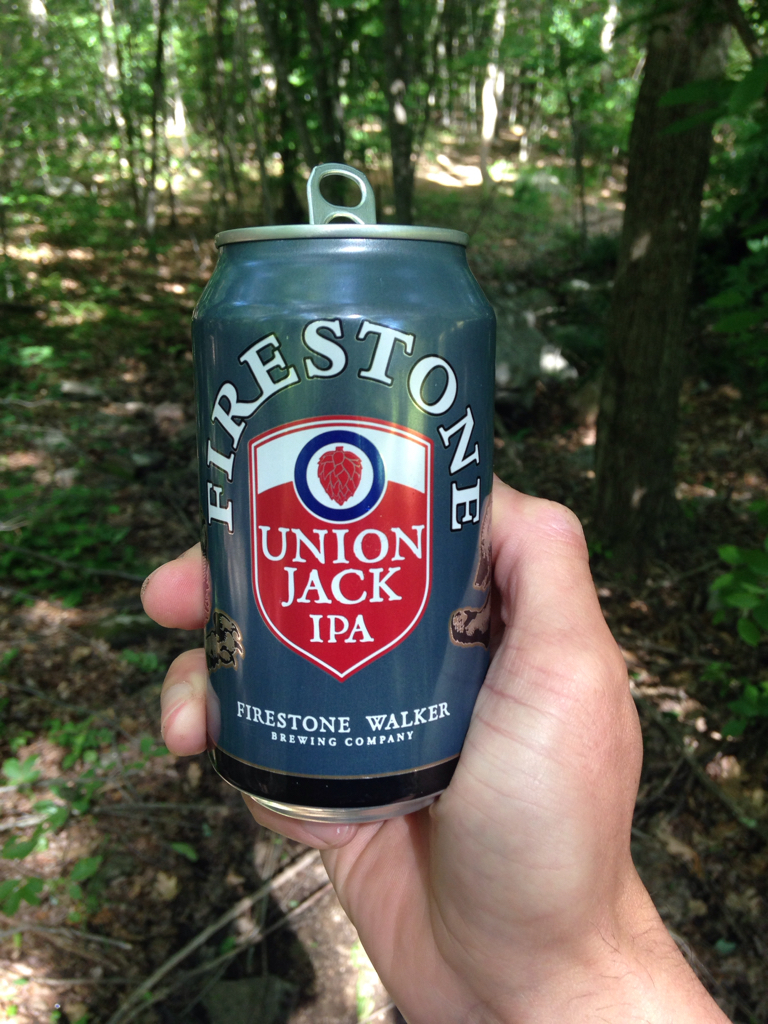 FIRESTONE
UNION
JACK
IPA
FIRESTONE WALKER
BREWING COMPANY